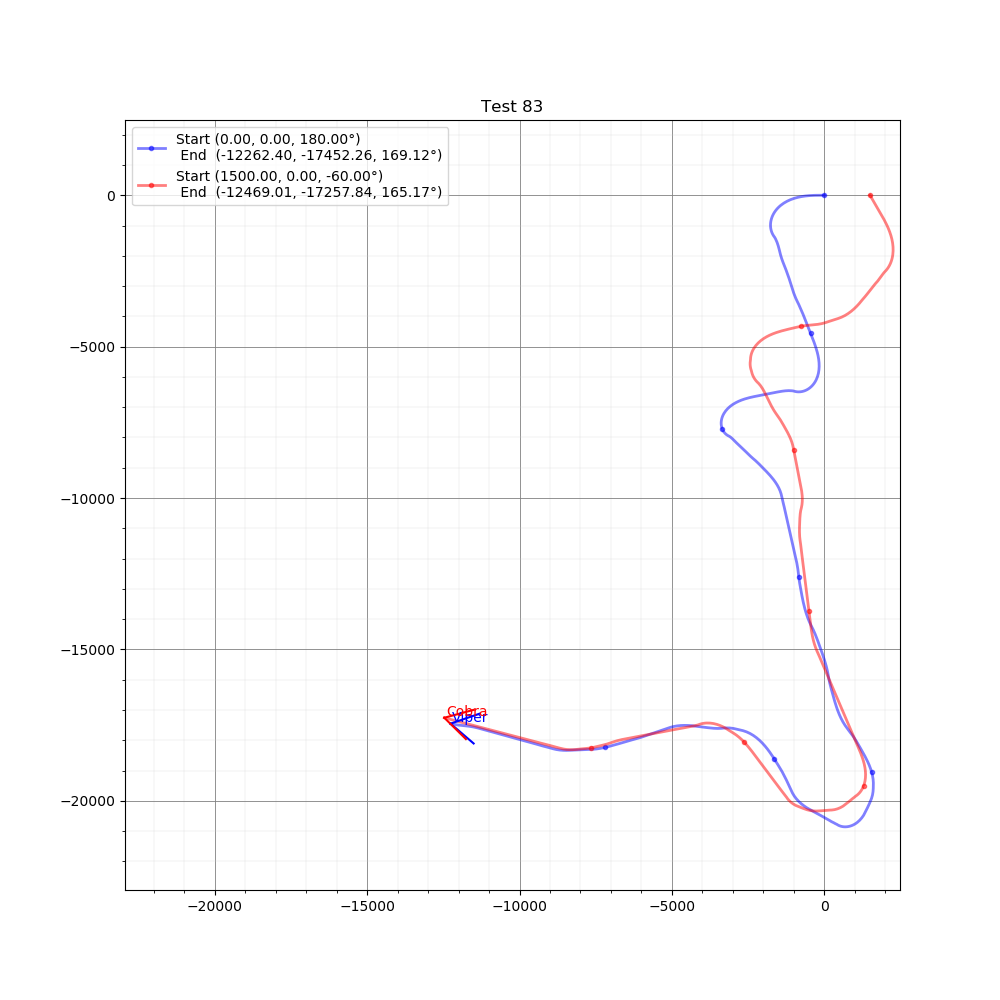 Test 83
Start (0.00, 0.00, 180.00°)
End (-12262.40, -17452.26, 169.12°)
Start (1500.00, 0.00, -60.00°)
End (-12469.01, -17257.84, 165.17°)
0
−5000
−10000
−15000
−20000
Cobra
Viper
−20000
−15000
−10000
−5000
0